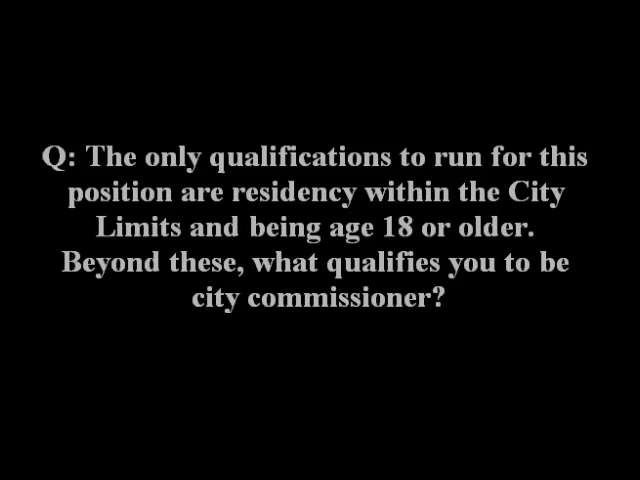 Q: The only qualifications to run for this
position are residency within the City
Limits and being age 18 or older.
Beyond these, what qualifies you to be
city commissioner?